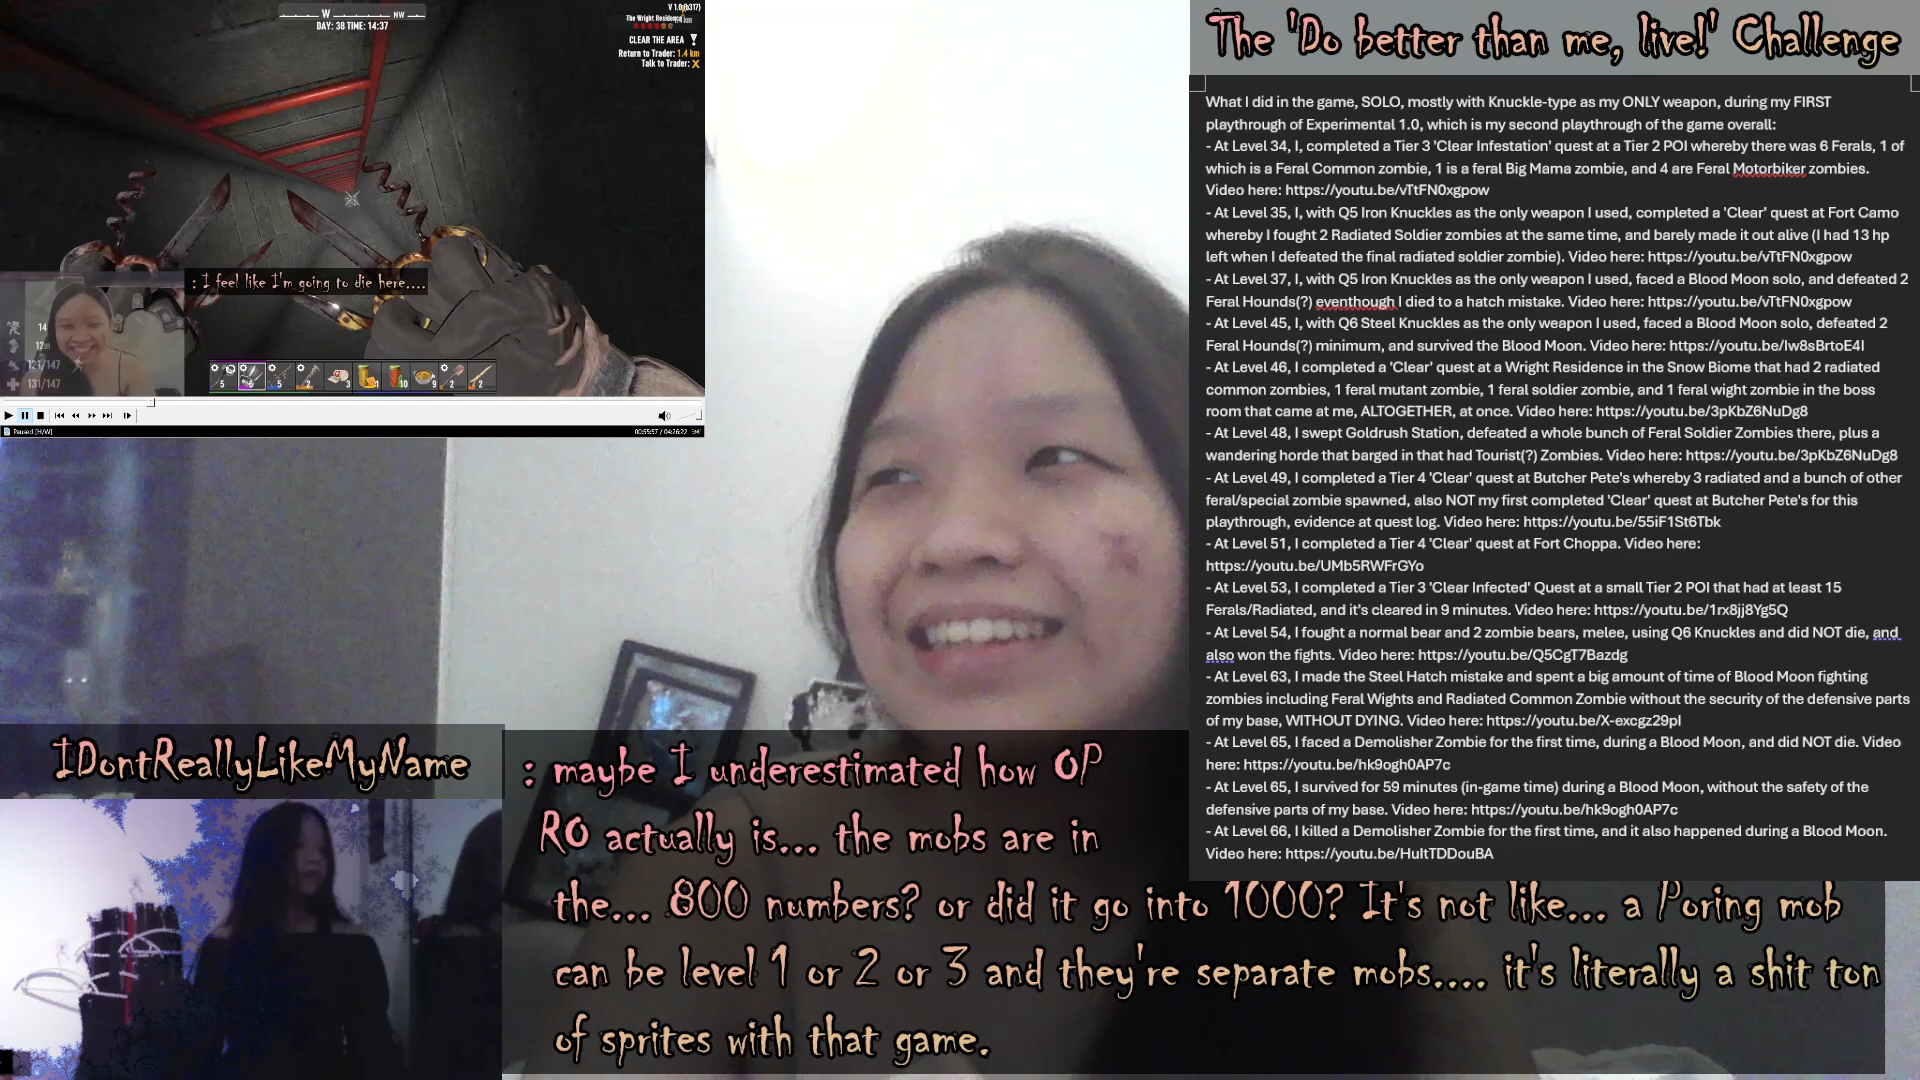 W NW
DAY: 38 TIME: 14:37
The Wright Residence
CLEAR THE AREA
Return to Trader: 1.4 km
Talk to Trader: X
: I feel like I'm going to die here....
14
121/147
131/147
5 6 5 2 3 1 10 9 2 2
Paused [H/W]
00:55:57 / 04:26:22
The 'Do better than me, live!' Challenge
What I did in the game, SOLO, mostly with Knuckle-type as my ONLY weapon, during my FIRST
playthrough of Experimental 1.0, which is my second playthrough of the game overall:
- At Level 34, I, completed a Tier 3 'Clear Infestation' quest at a Tier 2 POI whereby there was 6 Ferals, 1 of
which is a Feral Common zombie, 1 is a feral Big Mama zombie, and 4 are Feral Motorbiker zombies.
Video here: https://youtu.be/vTtFN0xgpow
- At Level 35, I, with Q5 Iron Knuckles as the only weapon I used, completed a 'Clear' quest at Fort Camo
whereby I fought 2 Radiated Soldier zombies at the same time, and barely made it out alive (I had 13 hp
left when I defeated the final radiated soldier zombie). Video here: https://youtu.be/vTtFN0xgpow
- At Level 37, I, with Q5 Iron Knuckles as the only weapon I used, faced a Blood Moon solo, and defeated 2
Feral Hounds(?) eventhough I died to a hatch mistake. Video here: https://youtu.be/vTtFN0xgpow
- At Level 45, I, with Q6 Steel Knuckles as the only weapon I used, faced a Blood Moon solo, defeated 2
Feral Hounds(?) minimum, and survived the Blood Moon. Video here: https://youtu.be/Iw8sBrtoE4I
- At Level 46, I completed a 'Clear' quest at a Wright Residence in the Snow Biome that had 2 radiated
common zombies, 1 feral mutant zombie, 1 feral soldier zombie, and 1 feral wight zombie in the boss
room that came at me, ALTOGETHER, at once. Video here: https://youtu.be/3pKbZ6NuDg8
- At Level 48, I swept Goldrush Station, defeated a whole bunch of Feral Soldier Zombies there, plus a
wandering horde that barged in that had Tourist(?) Zombies. Video here: https://youtu.be/3pKbZ6NuDg8
- At Level 49, I completed a Tier 4 'Clear' quest at Butcher Pete's whereby 3 radiated and a bunch of other
feral/special zombie spawned, also NOT my first completed 'Clear' quest at Butcher Pete's for this
playthrough, evidence at quest log. Video here: https://youtu.be/55iF1St6Tbk
- At Level 51, I completed a Tier 4 'Clear' quest at Fort Choppa. Video here:
https://youtu.be/UMb5RWFrGYo
- At Level 53, I completed a Tier 3 'Clear Infected' Quest at a small Tier 2 POI that had at least 15
Ferals/Radiated, and it's cleared in 9 minutes. Video here: https://youtu.be/1rx8jj8Yg5Q
- At Level 54, I fought a normal bear and 2 zombie bears, melee, using Q6 Knuckles and did NOT die, and
also won the fights. Video here: https://youtu.be/Q5CgT7Bazdg
- At Level 63, I made the Steel Hatch mistake and spent a big amount of time of Blood Moon fighting
zombies including Feral Wights and Radiated Common Zombie without the security of the defensive parts
of my base, WITHOUT DYING. Video here: https://youtu.be/X-excgz29pI
- At Level 65, I faced a Demolisher Zombie for the first time, during a Blood Moon, and did NOT die. Video
here: https://youtu.be/hk9ogh0AP7c
- At Level 65, I survived for 59 minutes (in-game time) during a Blood Moon, without the safety of the
defensive parts of my base. Video here: https://youtu.be/hk9ogh0AP7c
- At Level 66, I killed a Demolisher Zombie for the first time, and it also happened during a Blood Moon.
Video here: https://youtu.be/HuItTDDouBA
IDontReallyLikeMyName
: maybe I underestimated how OP
RO actually is... the mobs are in
the... 800 numbers? or did it go into 1000? It's not like... a Poring mob
can be level 1 or 2 or 3 and they're separate mobs.... it's literally a shit ton
of sprites with that game.